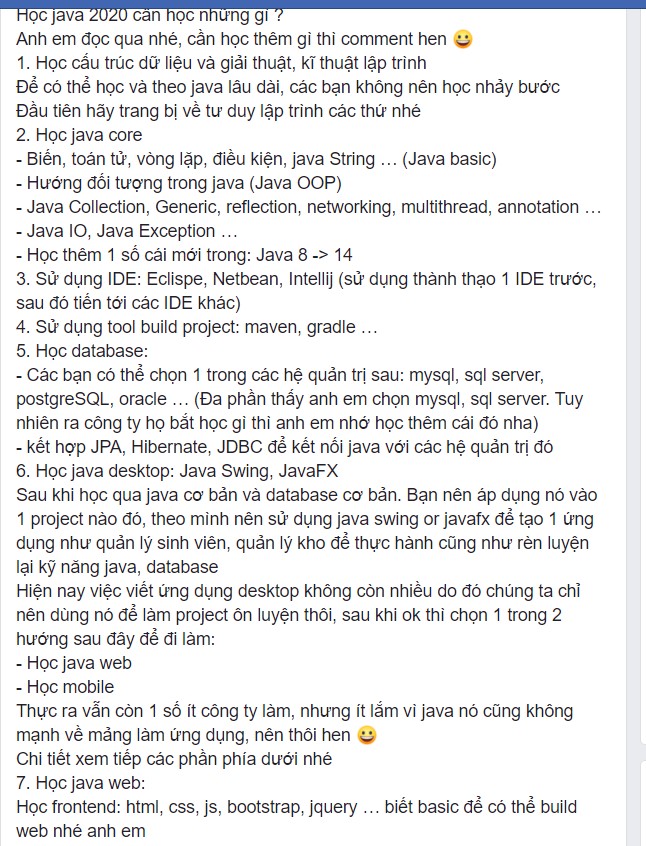 Học java 2020 cần học những gì ?
Anh em đọc qua nhé, cần học thêm gì thì comment hen 😀
1. Học cấu trúc dữ liệu và giải thuật, kĩ thuật lập trình
Để có thể học và theo java lâu dài, các bạn không nên học nhảy bước
Đầu tiên hãy trang bị về tư duy lập trình các thứ nhé
2. Học java core
- Biến, toán tử, vòng lặp, điều kiện, java String … (Java basic)
- Hướng đối tượng trong java (Java OOP)
- Java Collection, Generic, reflection, networking, multithread, annotation …
- Java IO, Java Exception …
- Học thêm 1 số cái mới trong: Java 8 -> 14
3. Sử dụng IDE: Eclispe, Netbean, Intellij (sử dụng thành thạo 1 IDE trước,
sau đó tiến tới các IDE khác)
4. Sử dụng tool build project: maven, gradle …
5. Học database:
- Các bạn có thể chọn 1 trong các hệ quản trị sau: mysql, sql server,
postgreSQL, oracle … (Đa phần thấy anh em chọn mysql, sql server. Tuy
nhiên ra công ty họ bắt học gì thì anh em nhớ học thêm cái đó nha)
- kết hợp JPA, Hibernate, JDBC để kết nối java với các hệ quản trị đó
6. Học java desktop: Java Swing, JavaFX
Sau khi học qua java cơ bản và database cơ bản. Bạn nên áp dụng nó vào
1 project nào đó, theo mình nên sử dụng java swing or javafx để tạo 1 ứng
dụng như quản lý sinh viên, quản lý kho để thực hành cũng như rèn luyện
lại kỹ năng java, database
Hiện nay việc viết ứng dụng desktop không còn nhiều do đó chúng ta chỉ
nên dùng nó để làm project ôn luyện thôi, sau khi ok thì chọn 1 trong 2
hướng sau đây để đi làm:
- Học java web
- Học mobile
Thực ra vẫn còn 1 số ít công ty làm, nhưng ít lắm vì java nó cũng không
mạnh về mảng làm ứng dụng, nên thôi hen 😀
Chi tiết xem tiếp các phần phía dưới nhé
7. Học java web:
Học frontend: html, css, js, bootstrap, jquery … biết basic để có thể build
web nhé anh em